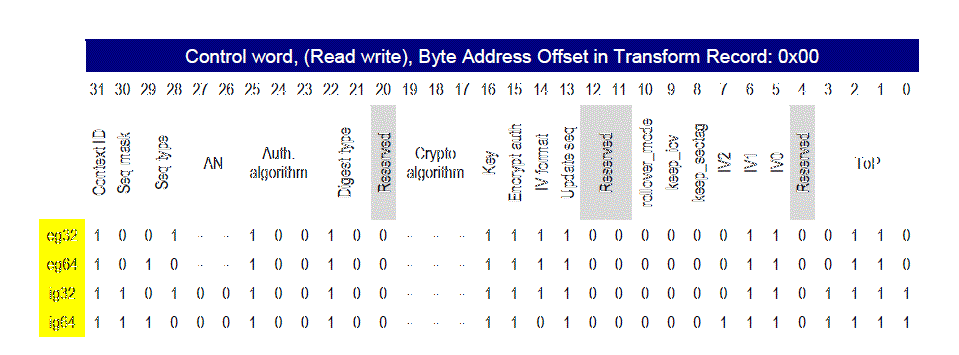 Control word, (Read write), Byte Address Offset in Transform Record: 0x00
31 30 29 28 27 26 25 24 23 22 21 20 19 18 17 16 15 14 13 12 11 10 9 8 7 6 5 4 3 2 1 0
Context ID
Seq mask
Seq type
AN
Auth.
algorithm
Digest type
Reserved
Crypto
algorithm
Key
Encrypt auth
IV format
Update seq
Reserved
rollover_mode
keep_icv
keep_sectag
IV2
IV1
IV0
Reserved
ToP
eg32 1 0 0 1 .. .. 1 0 0 1 0 0 .. .. .. 1 1 1 1 0 0 0 0 0 0 1 1 0 0 1 1 0
eg64 1 0 1 0 .. .. 1 0 0 1 0 0 .. .. .. 1 1 1 1 0 0 0 0 0 0 1 1 0 0 1 1 0
ig32 1 1 0 1 0 0 1 0 0 1 0 0 .. .. .. 1 1 1 1 0 0 0 0 0 0 1 1 0 1 1 1 1
ig64 1 1 1 0 0 0 1 0 0 1 0 0 .. .. .. 1 1 0 1 0 0 0 0 0 1 1 1 0 1 1 1 1